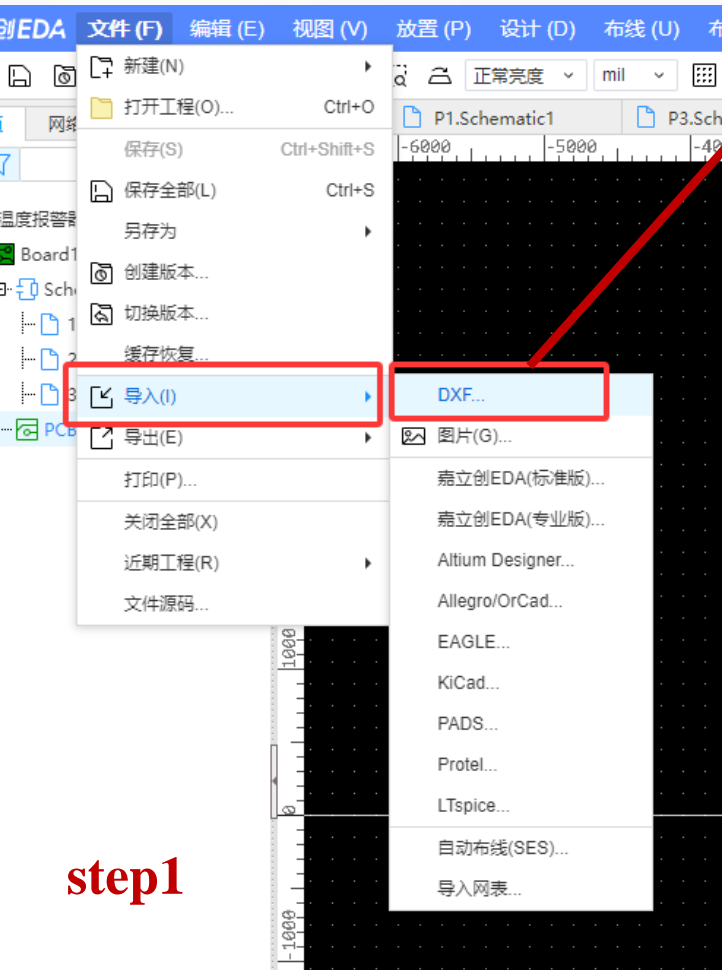 创EDA 文件 (F) 编辑 (E) 视图 (V) 放置 (P) 设计 (D) 布线 (U)
正常亮度 mil
P1.Schematic1 P3.Sch
网络
-6000 -5000 -40
新建(N)
打开工程(O)... Ctrl+O
保存(S) Ctrl+Shift+S
保存全部(L) Ctrl+S
另存为
创建版本...
切换版本...
缓存恢复...
导入(I)
导出(E)
打印(P)...
关闭全部(X)
近期工程(R)
文件源码...
温度报警器
Board1
Sche
1
2
3
PCB
DXF...
图片(G)...
嘉立创EDA(标准版)...
嘉立创EDA(专业版)...
Altium Designer...
Allegro/OrCad...
EAGLE...
KiCad...
PADS...
Protel...
LTspice...
自动布线(SES)...
导入网表...
1000
0
-1000
step1